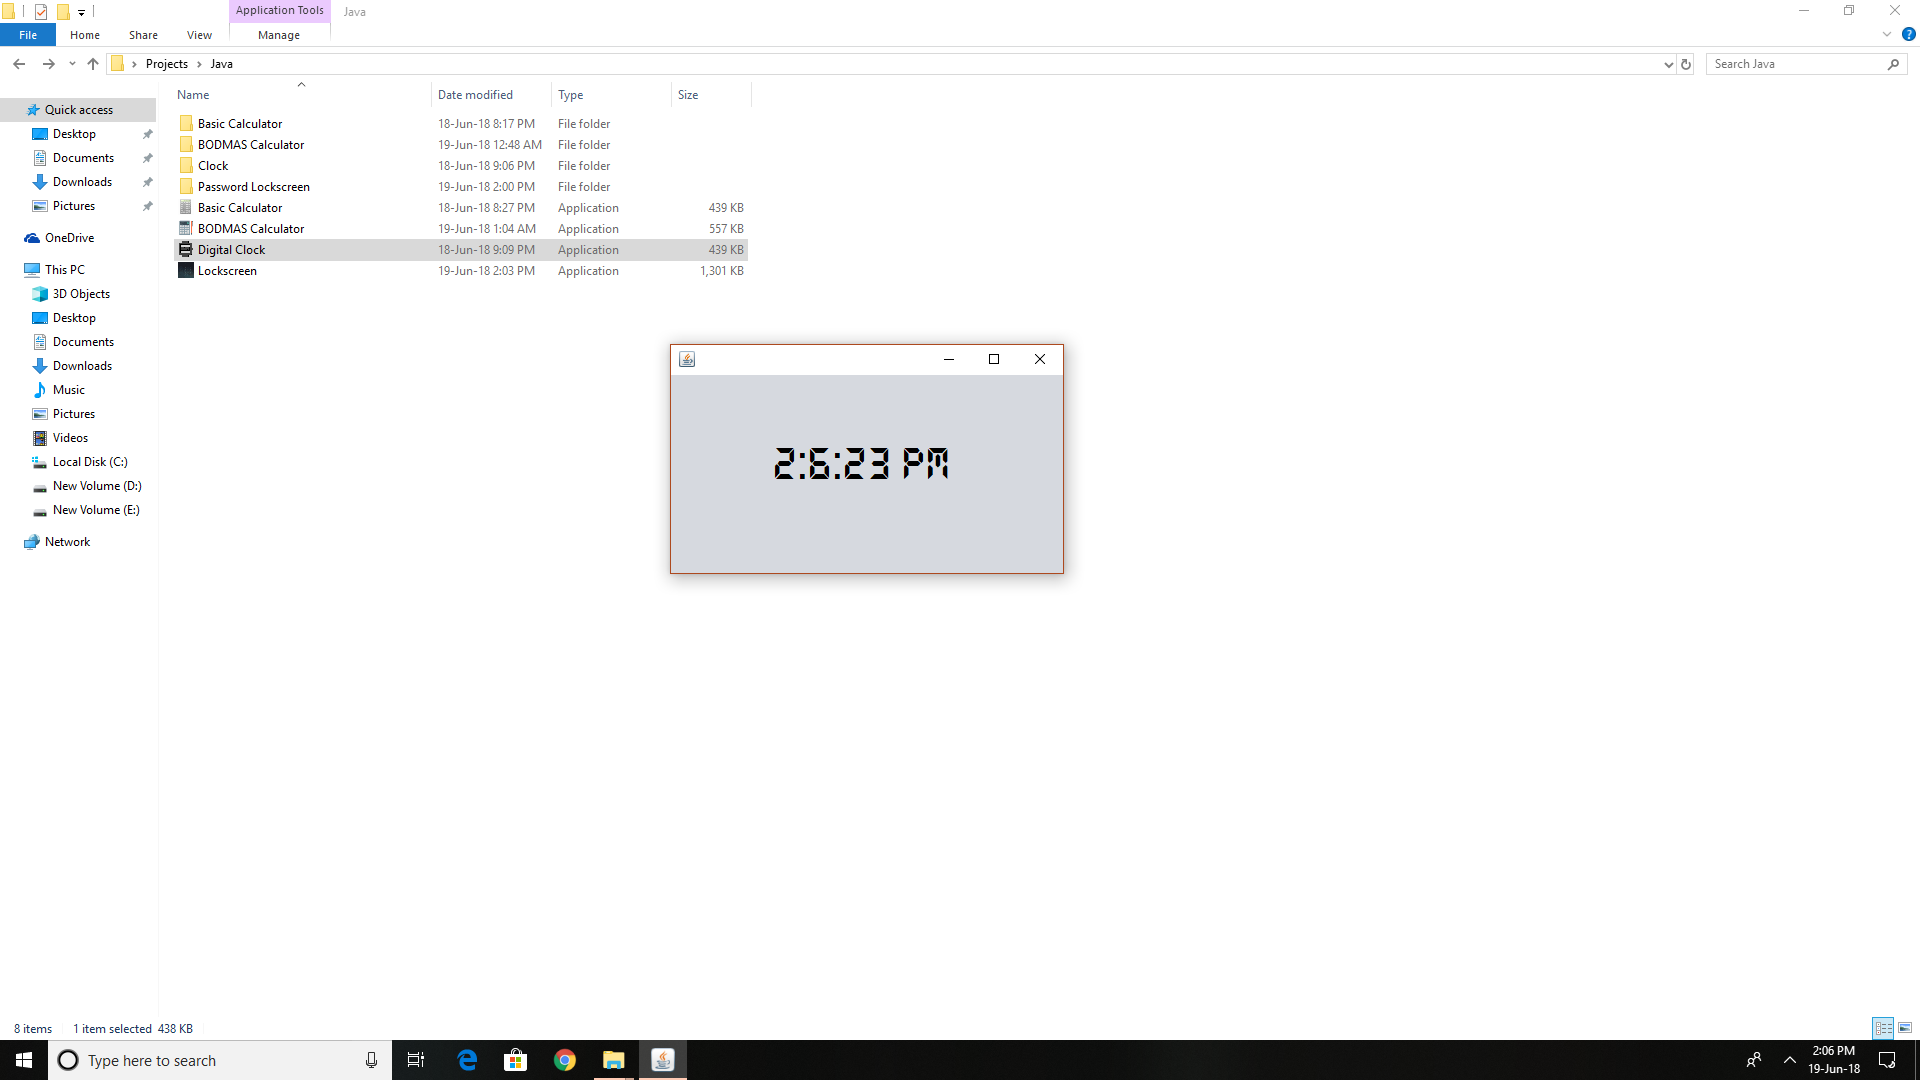 Application Tools Java
File Home Share View Manage
Projects Java Search Java
Name Date modified Type Size
Quick access
Desktop
Documents
Downloads
Pictures
OneDrive
This PC
3D Objects
Desktop
Documents
Downloads
Music
Pictures
Videos
Local Disk (C:)
New Volume (D:)
New Volume (E:)
Network
Basic Calculator 18-Jun-18 8:17 PM File folder
BODMAS Calculator 19-Jun-18 12:48 AM File folder
Clock 18-Jun-18 9:06 PM File folder
Password Lockscreen 19-Jun-18 2:00 PM File folder
Basic Calculator 18-Jun-18 8:27 PM Application 439 KB
BODMAS Calculator 19-Jun-18 1:04 AM Application 557 KB
Digital Clock 18-Jun-18 9:09 PM Application 439 KB
Lockscreen 19-Jun-18 2:03 PM Application 1,301 KB
2:6:23 PM
8 items 1 item selected 438 KB
Type here to search
2:06 PM
19-Jun-18